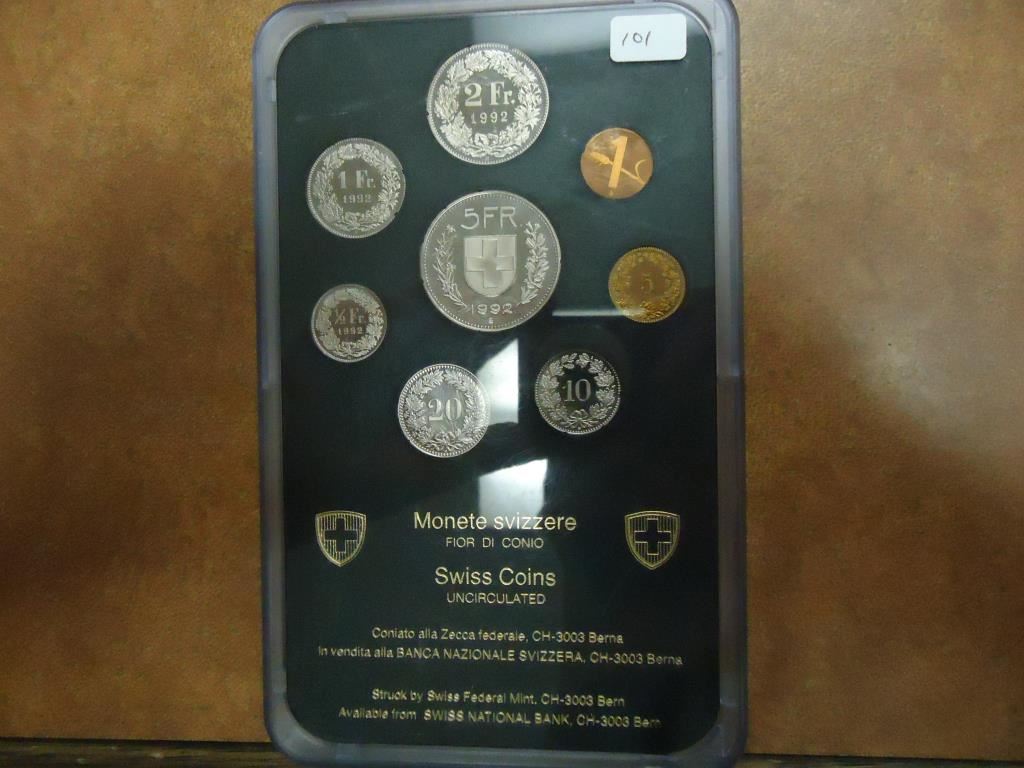 101
2 Fr.
1992
1
1 Fr.
1992
5 FR.
1992
B
5
½ Fr.
1992
20
10
Monete svizzere
FIOR DI CONIO
Swiss Coins
UNCIRCULATED
Coniato alla Zecca federale, CH-3003 Berna
In vendita alla BANCA NAZIONALE SVIZZERA, CH-3003 Berna
Struck by Swiss Federal Mint, CH-3003 Bern
Available from SWISS NATIONAL BANK, CH-3003 Bern